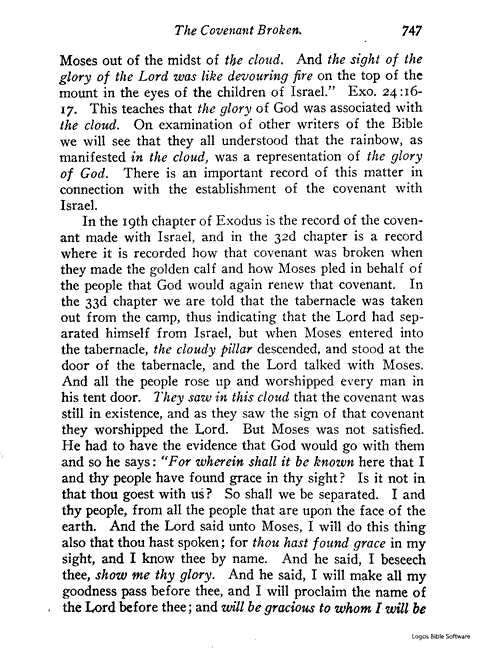 The Covenant Broken. 747
Moses out of the midst of the cloud. And the sight of the
glory of the Lord was like devouring fire on the top of the
mount in the eyes of the children of Israel." Exo. 24:16-
17. This teaches that the glory of God was associated with
the cloud. On examination of other writers of the Bible
we will see that they all understood that the rainbow, as
manifested in the cloud, was a representation of the glory
of God. There is an important record of this matter in
connection with the establishment of the covenant with
Israel.
In the 19th chapter of Exodus is the record of the coven-
ant made with Israel, and in the 32d chapter is a record
where it is recorded how that covenant was broken when
they made the golden calf and how Moses pled in behalf of
the people that God would again renew that covenant. In
the 33d chapter we are told that the tabernacle was taken
out from the camp, thus indicating that the Lord had sep-
arated himself from Israel, but when Moses entered into
the tabernacle, the cloudy pillar descended, and stood at the
door of the tabernacle, and the Lord talked with Moses.
And all the people rose up and worshipped every man in
his tent door. They saw in this cloud that the covenant was
still in existence, and as they saw the sign of that covenant
they worshipped the Lord. But Moses was not satisfied.
He had to have the evidence that God would go with them
and so he says: "For wherein shall it be known here that I
and thy people have found grace in thy sight? Is it not in
that thou goest with us? So shall we be separated. I and
thy people, from all the people that are upon the face of the
earth. And the Lord said unto Moses, I will do this thing
also that thou hast spoken; for thou hast found grace in my
sight, and I know thee by name. And he said, I beseech
thee, show me thy glory. And he said, I will make all my
goodness pass before thee, and I will proclaim the name of
the Lord before thee; and will be gracious to whom I will be
Logos Bible Software